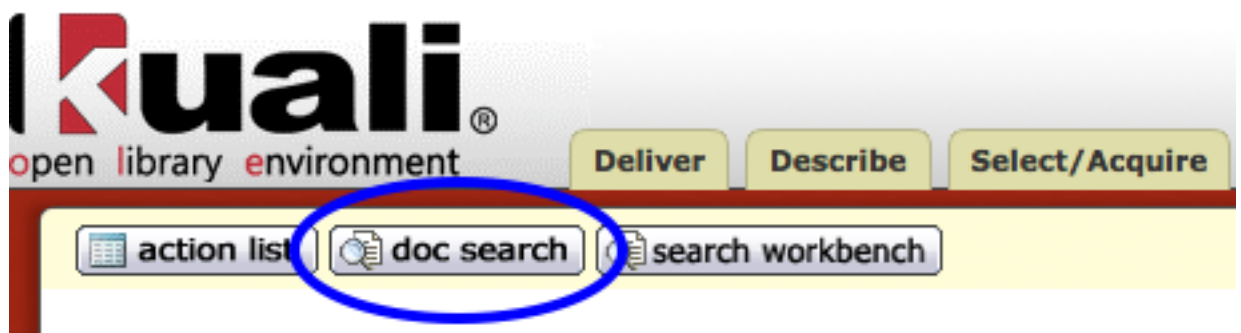 kuali®
open library environment
Deliver Describe Select/Acquire
action list doc search search workbench